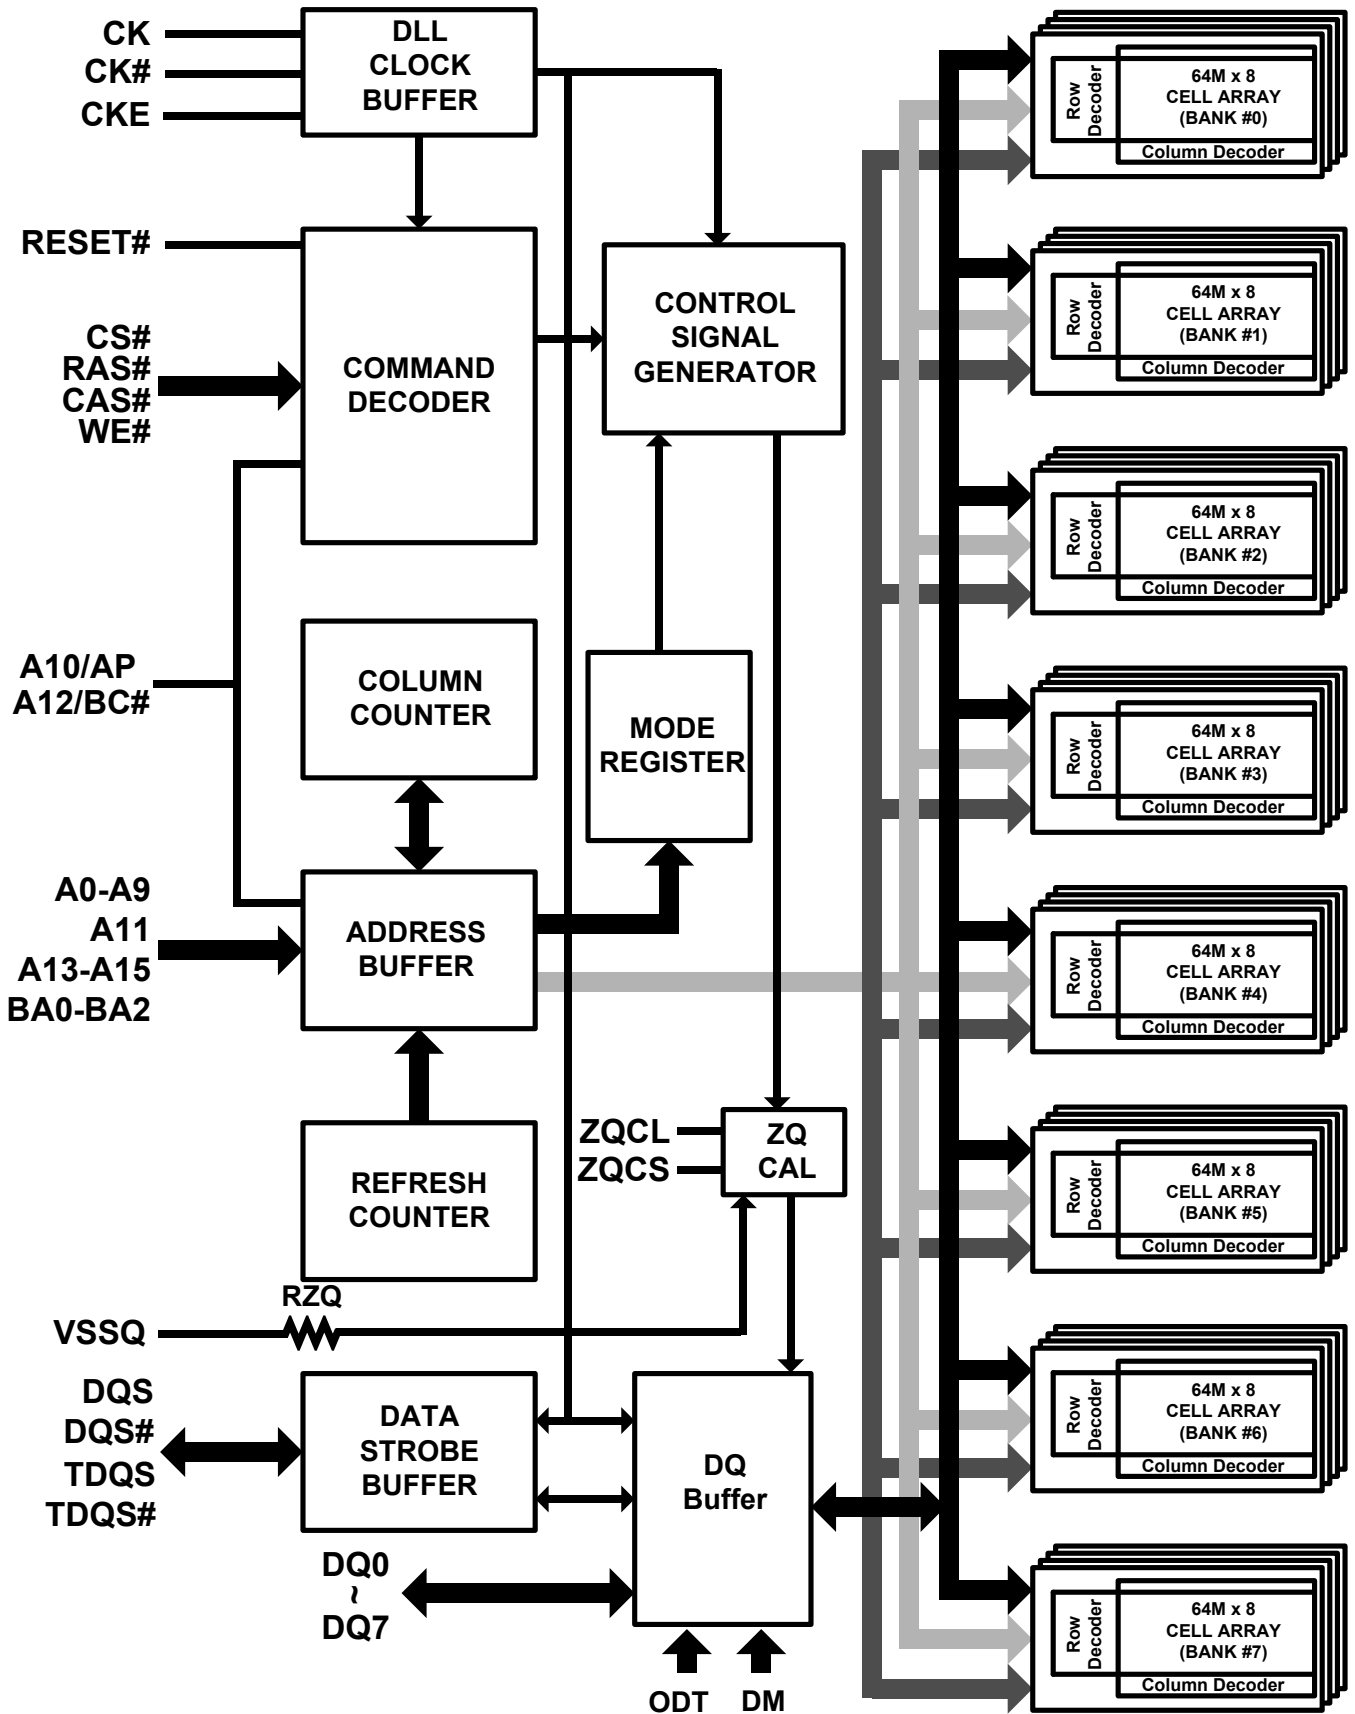 CK
CK#
CKE
DLL
CLOCK
BUFFER
RESET#
CS#
RAS#
CAS#
WE#
COMMAND
DECODER
CONTROL
SIGNAL
GENERATOR
A10/AP
A12/BC#
COLUMN
COUNTER
MODE
REGISTER
A0-A9
A11
A13-A15
BA0-BA2
ADDRESS
BUFFER
REFRESH
COUNTER
ZQCL
ZQCS
ZQ
CAL
RZQ
VSSQ
DQS
DQS#
TDQS
TDQS#
DATA
STROBE
BUFFER
DQ
Buffer
DQ0
~
DQ7
ODT
DM
Row
Decoder
64M x 8
CELL ARRAY
(BANK #0)
Column Decoder
Row
Decoder
64M x 8
CELL ARRAY
(BANK #1)
Column Decoder
Row
Decoder
64M x 8
CELL ARRAY
(BANK #2)
Column Decoder
Row
Decoder
64M x 8
CELL ARRAY
(BANK #3)
Column Decoder
Row
Decoder
64M x 8
CELL ARRAY
(BANK #4)
Column Decoder
Row
Decoder
64M x 8
CELL ARRAY
(BANK #5)
Column Decoder
Row
Decoder
64M x 8
CELL ARRAY
(BANK #6)
Column Decoder
Row
Decoder
64M x 8
CELL ARRAY
(BANK #7)
Column Decoder